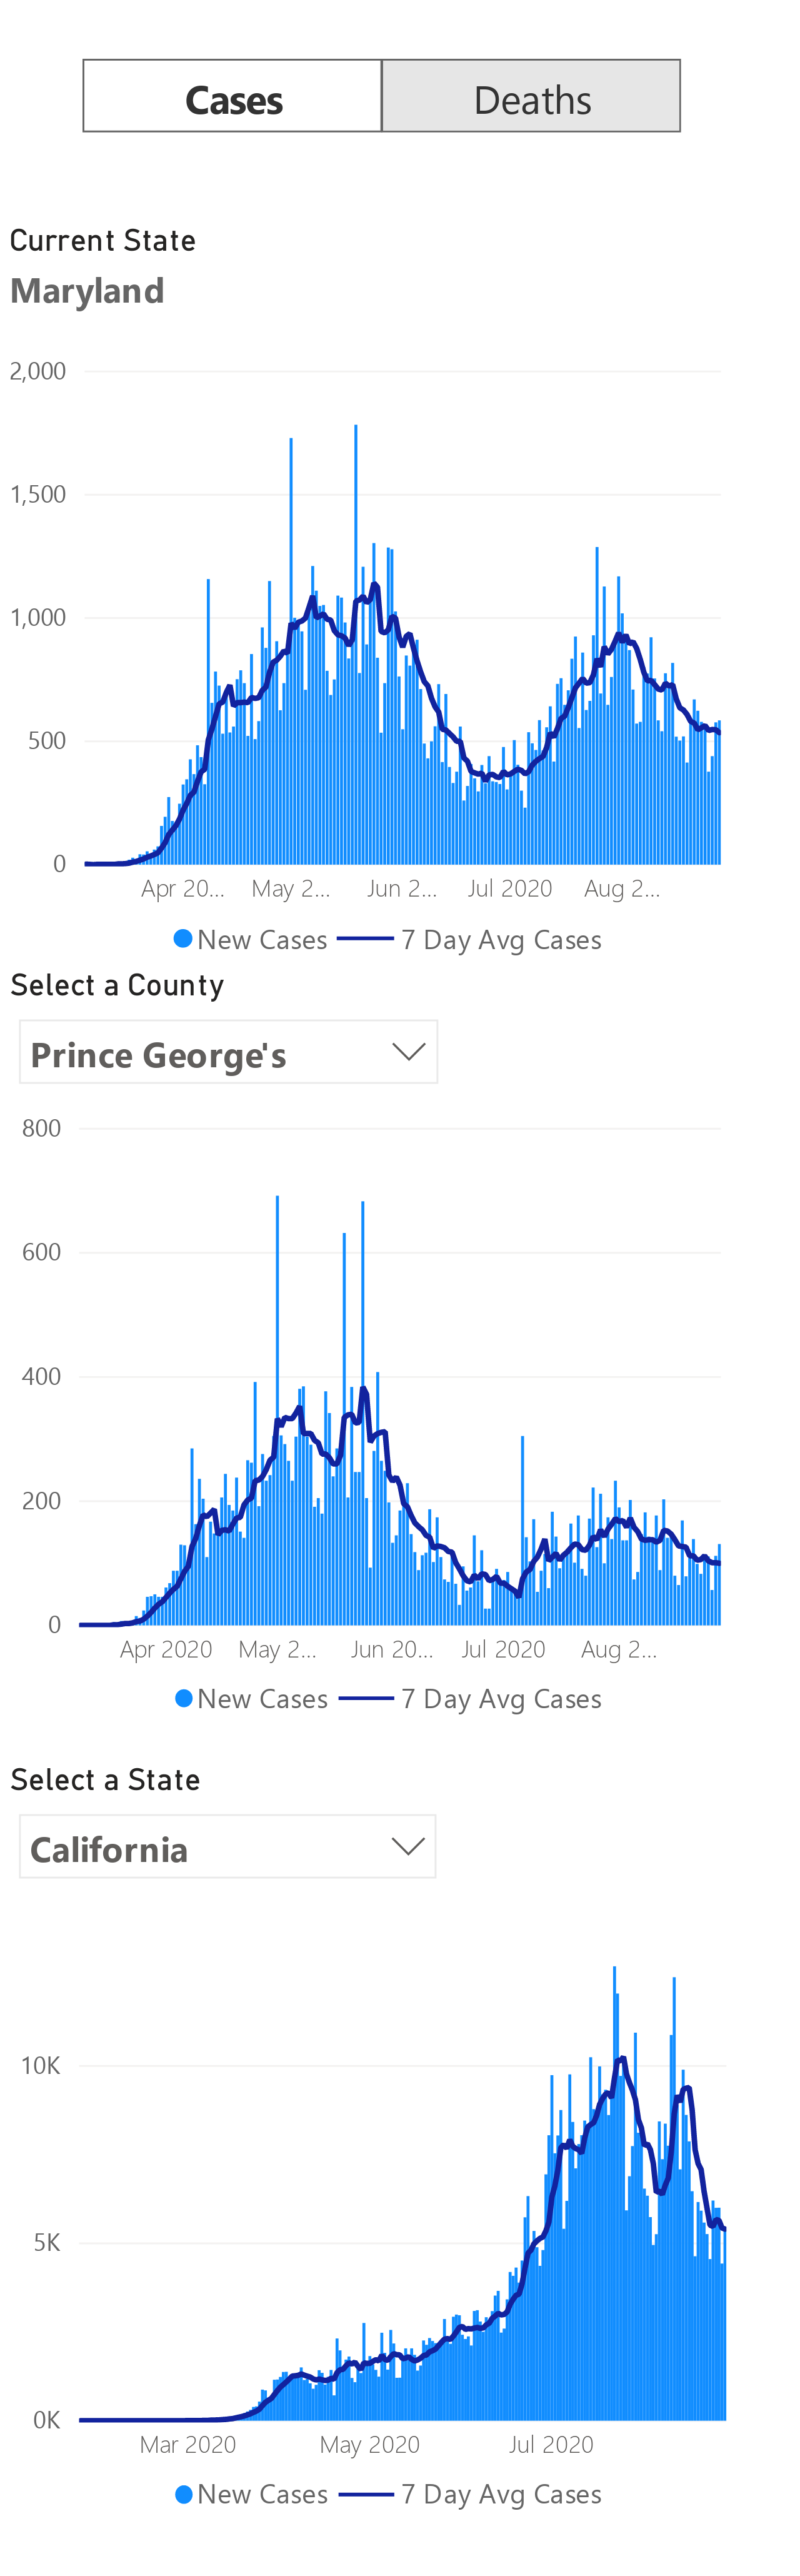 Cases Deaths
Current State
Maryland
2,000
1,500
1,000
500
0
Apr 20... May 2... Jun 2... Jul 2020 Aug 2...
New Cases 7 Day Avg Cases
Select a County
Prince George's
800
600
400
200
0
Apr 2020 May 2... Jun 20... Jul 2020 Aug 2...
New Cases 7 Day Avg Cases
Select a State
California
10K
5K
0K
Mar 2020 May 2020 Jul 2020
New Cases 7 Day Avg Cases